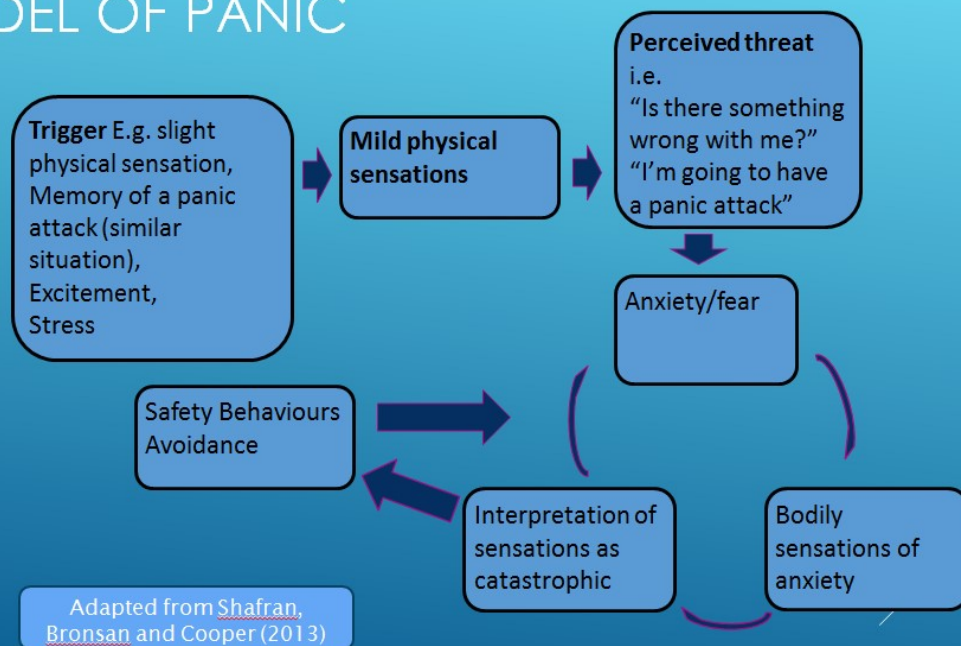 DEL OF PANIC
Trigger E.g. slight
physical sensation,
Memory of a panic
attack (similar
situation),
Excitement,
Stress
Mild physical
sensations
Perceived threat
i.e.
“Is there something
wrong with me?”
“I’m going to have
a panic attack”
Anxiety/fear
Safety Behaviours
Avoidance
Interpretation of
sensations as
catastrophic
Bodily
sensations of
anxiety
Adapted from Shafran,
Bronsan and Cooper (2013)